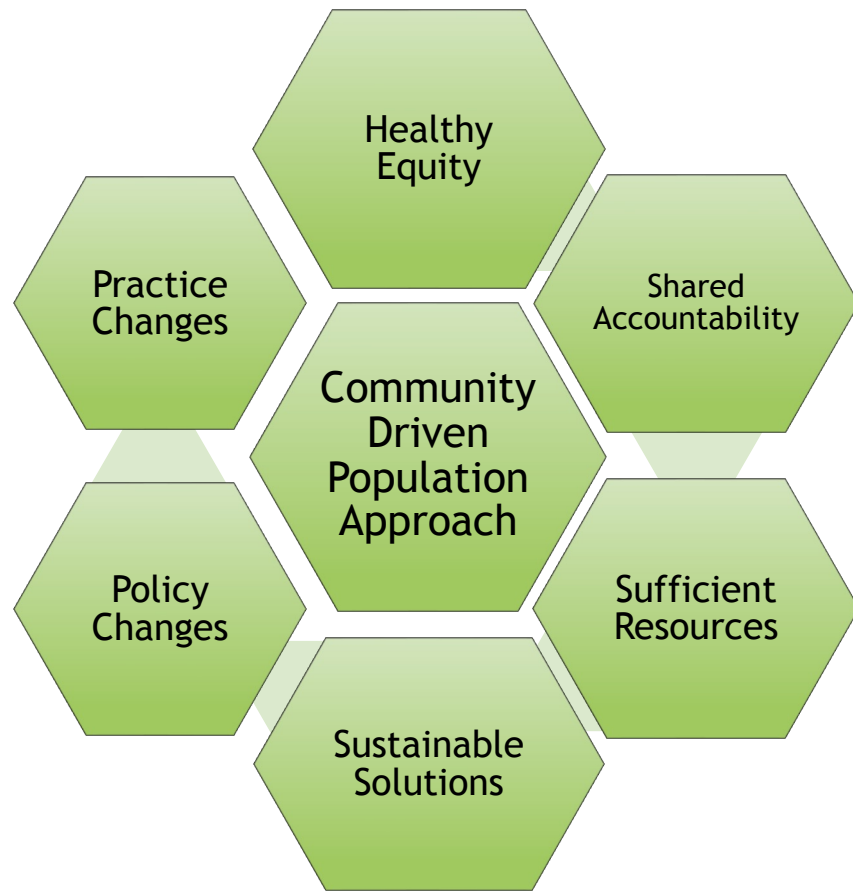 Healthy
Equity
Shared
Accountability
Sufficient
Resources
Sustainable
Solutions
Policy
Changes
Practice
Changes
Community
Driven
Population
Approach